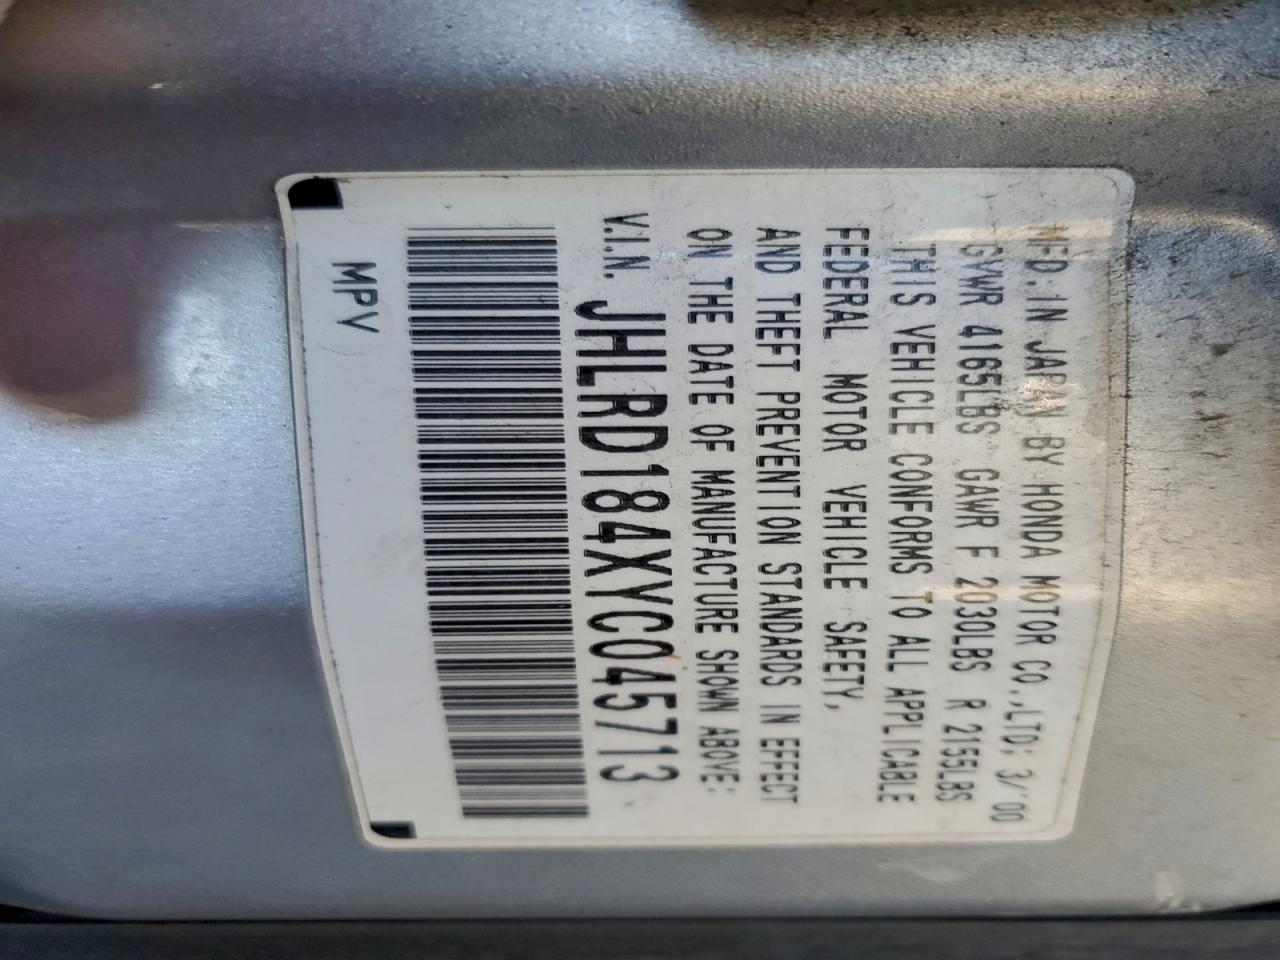 MFD. IN JAPAN BY HONDA MOTOR CO.,LTD; 3/'00
GVWR 4165LBS GAWR F 2030LBS R 2155LBS
THIS VEHICLE CONFORMS TO ALL APPLICABLE
FEDERAL MOTOR VEHICLE SAFETY,
AND THEFT PREVENTION STANDARDS IN EFFECT
ON THE DATE OF MANUFACTURE SHOWN ABOVE:
V.I.N. JHLRD184XYC045713
MPV